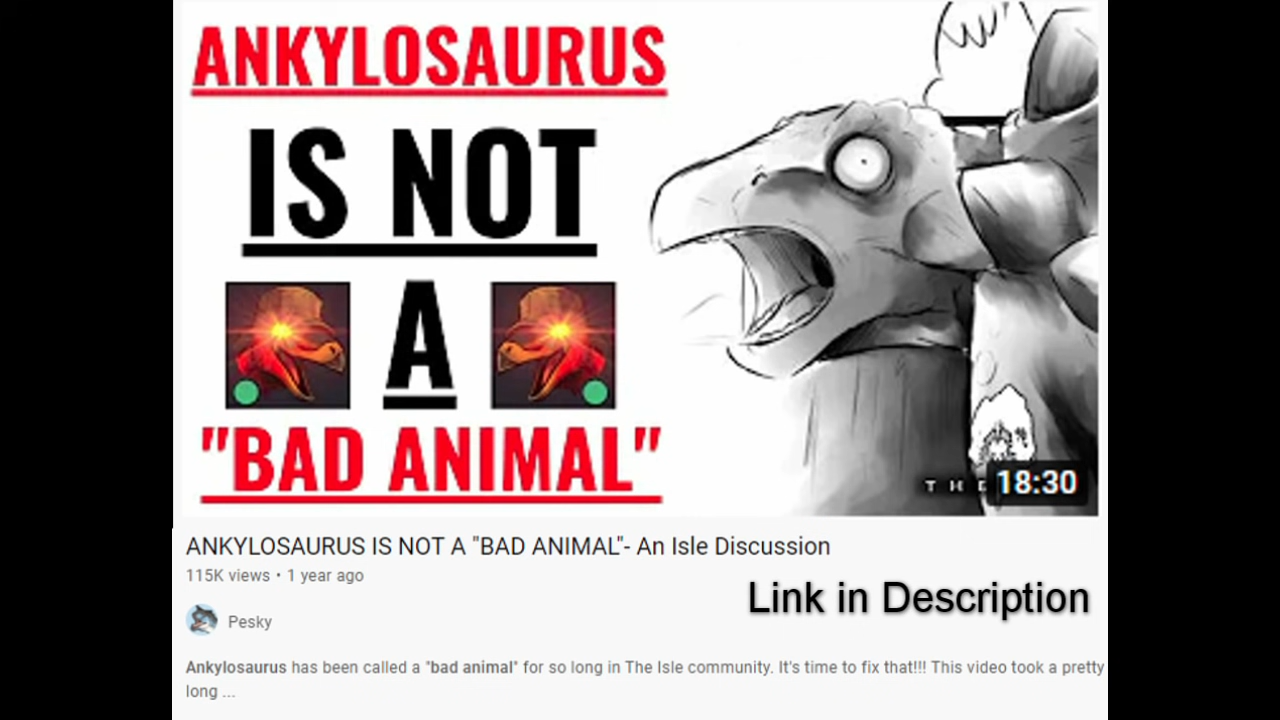 ANKYLOSAURUS
IS NOT
A
"BAD ANIMAL"
THE
18:30
ANKYLOSAURUS IS NOT A "BAD ANIMAL"- An Isle Discussion
115K views • 1 year ago
Link in Description
Pesky
Ankylosaurus has been called a "bad animal" for so long in The Isle community. It's time to fix that!!! This video took a pretty
long ...